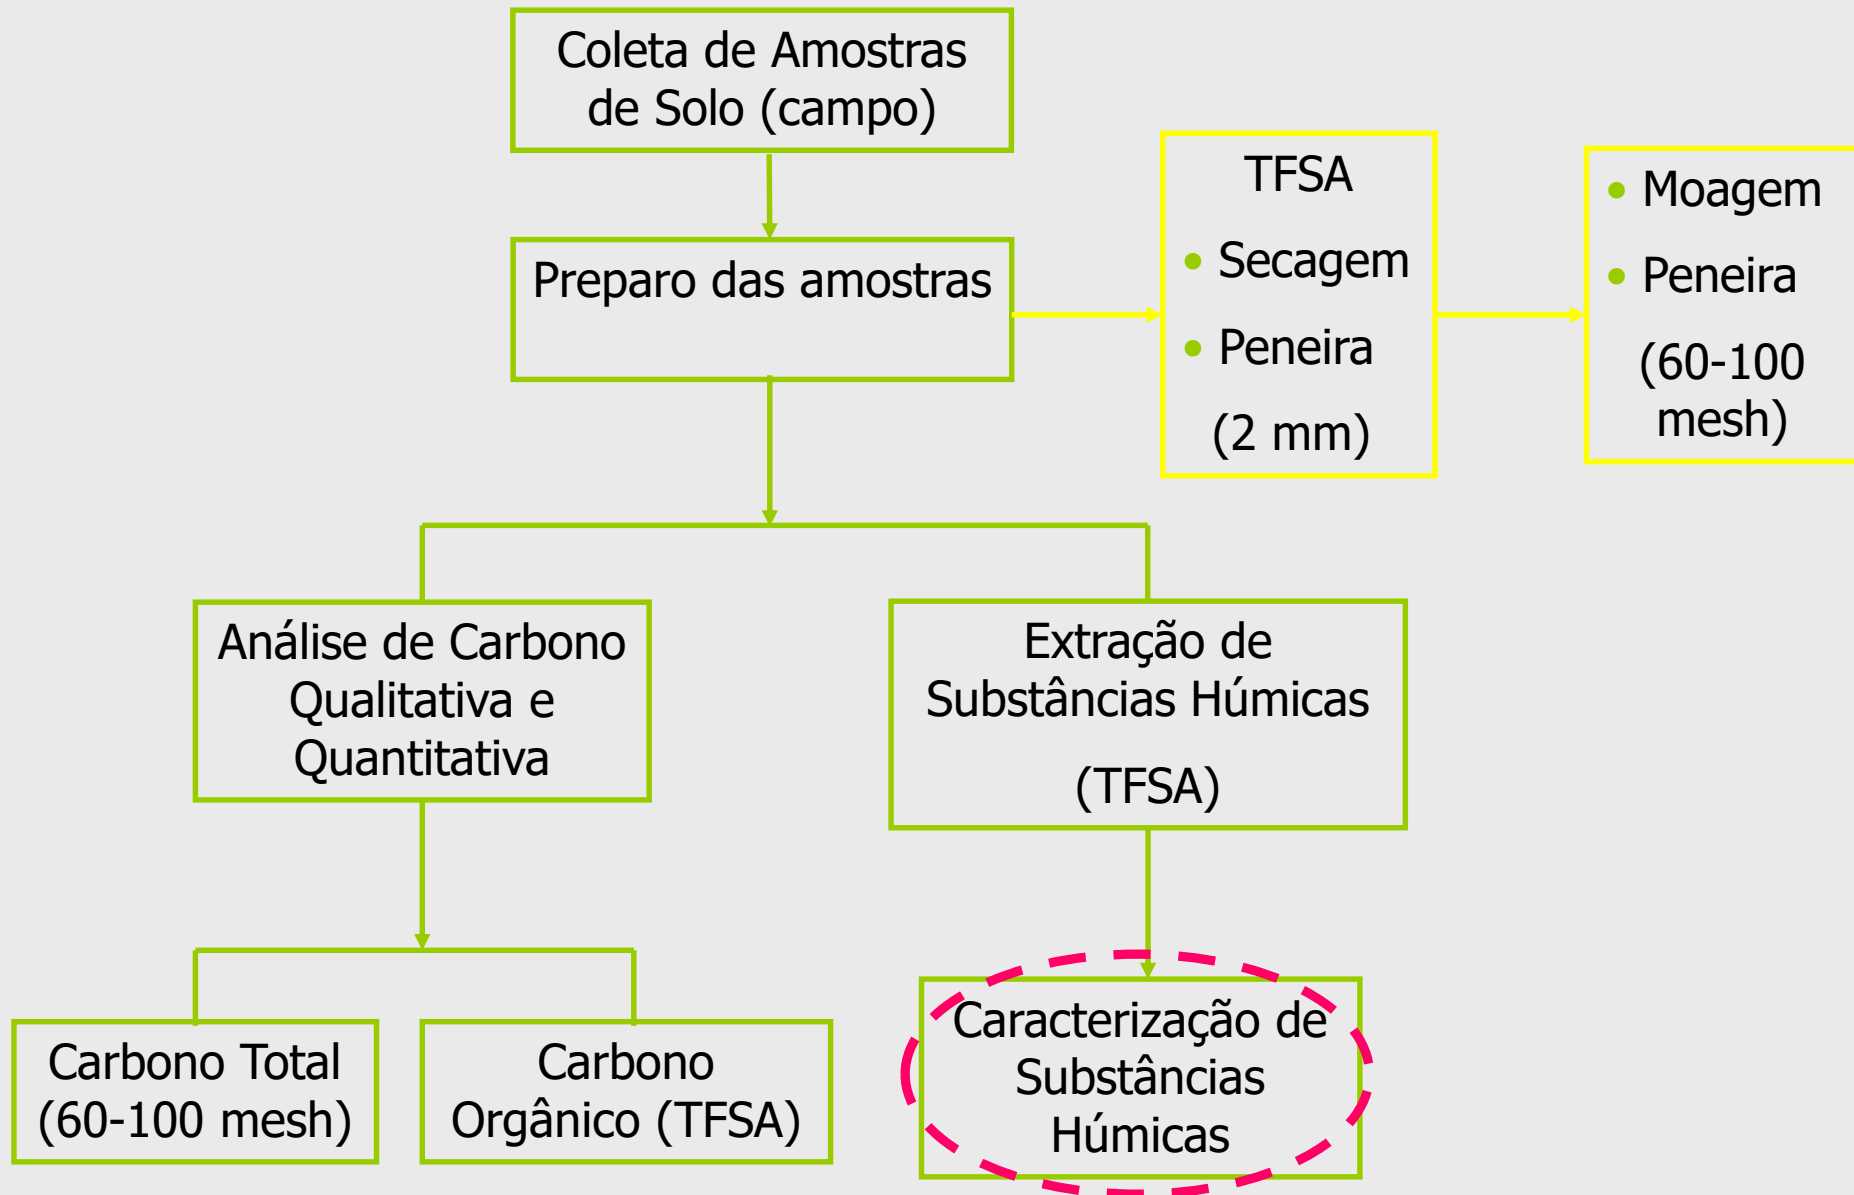 Coleta de Amostras
de Solo (campo)
Preparo das amostras
TFSA
• Secagem
• Peneira
(2 mm)
• Moagem
• Peneira
(60-100
mesh)
Análise de Carbono
Qualitativa e
Quantitativa
Extração de
Substâncias Húmicas
(TFSA)
Carbono Total
(60-100 mesh)
Carbono
Orgânico (TFSA)
Caracterização de
Substâncias
Húmicas